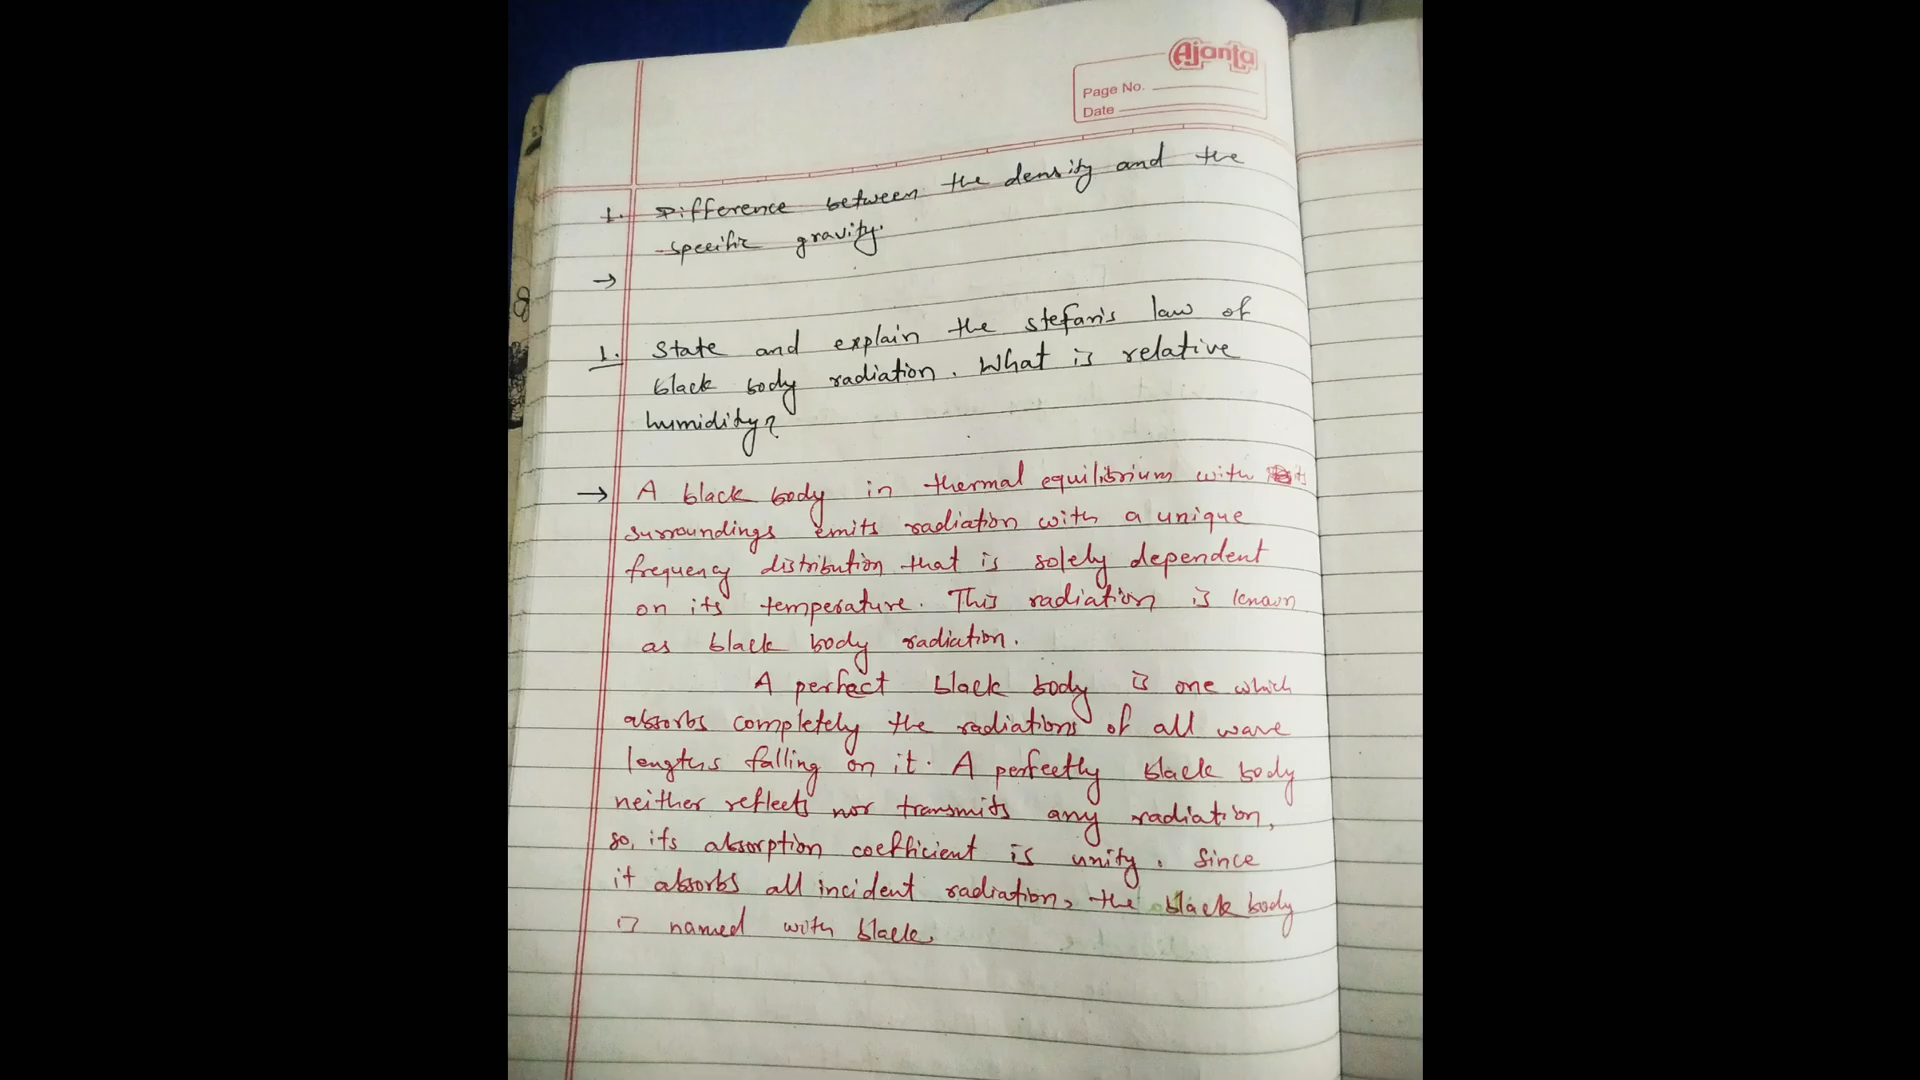 Ajanta
Page No.
Date
1. Difference between the density and the
specific gravity.
→
1. State and explain the stefan's law of
black body radiation. What is relative
humidity?
→ A black body in thermal equilibrium with its
surroundings emits radiation with a unique
frequency distribution that is solely dependent
on its temperature. This radiation is known
as black body radiation.
A perfect black body is one which
absorbs completely the radiations of all wave
lengths falling on it. A perfectly black body
neither reflects nor transmits any radiation,
so, its absorption coefficient is unity. Since
it absorbs all incident radiation, the black body
is named with black.